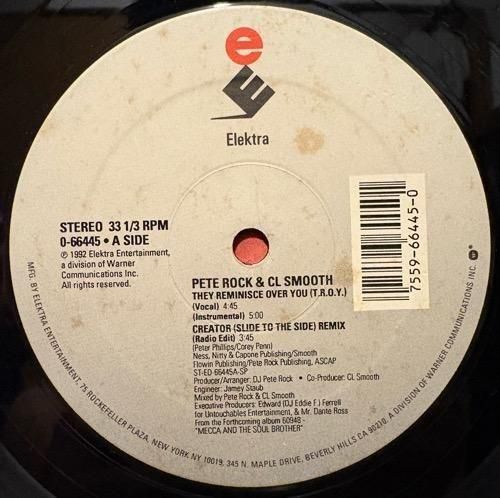 e
E
Elektra
STEREO 33 1/3 RPM
0-66445 • A SIDE
℗ 1992 Elektra Entertainment,
a division of Warner
Communications Inc.
All rights reserved.
7559-66445-0
PETE ROCK & CL SMOOTH
THEY REMINISCE OVER YOU (T.R.O.Y.)
(Vocal) 4:45
(Instrumental) 5:00
CREATOR (SLIDE TO THE SIDE) REMIX
(Radio Edit) 3:45
(Peter Phillips/Corey Penn)
Ness, Nitty & Capone Publishing/Smooth
Flowin Publishing/Pete Rock Publishing, ASCAP
ST-ED-66445A-SP
Producer/Arranger: DJ Pete Rock • Co-Producer: CL Smooth
Engineer: Jamey Staub
Mixed by Pete Rock & CL Smooth
Executive Producers: Edward (DJ Eddie F.) Ferrell
for Untouchables Entertainment, & Mr. Dante Ross
From the Forthcoming album 60948 -
"MECCA AND THE SOUL BROTHER"
MFG. BY ELEKTRA ENTERTAINMENT, 75 ROCKEFELLER PLAZA, NEW YORK NY 10019, 345 N. MAPLE DRIVE, BEVERLY HILLS CA 90210, A DIVISION OF WARNER COMMUNICATIONS INC.